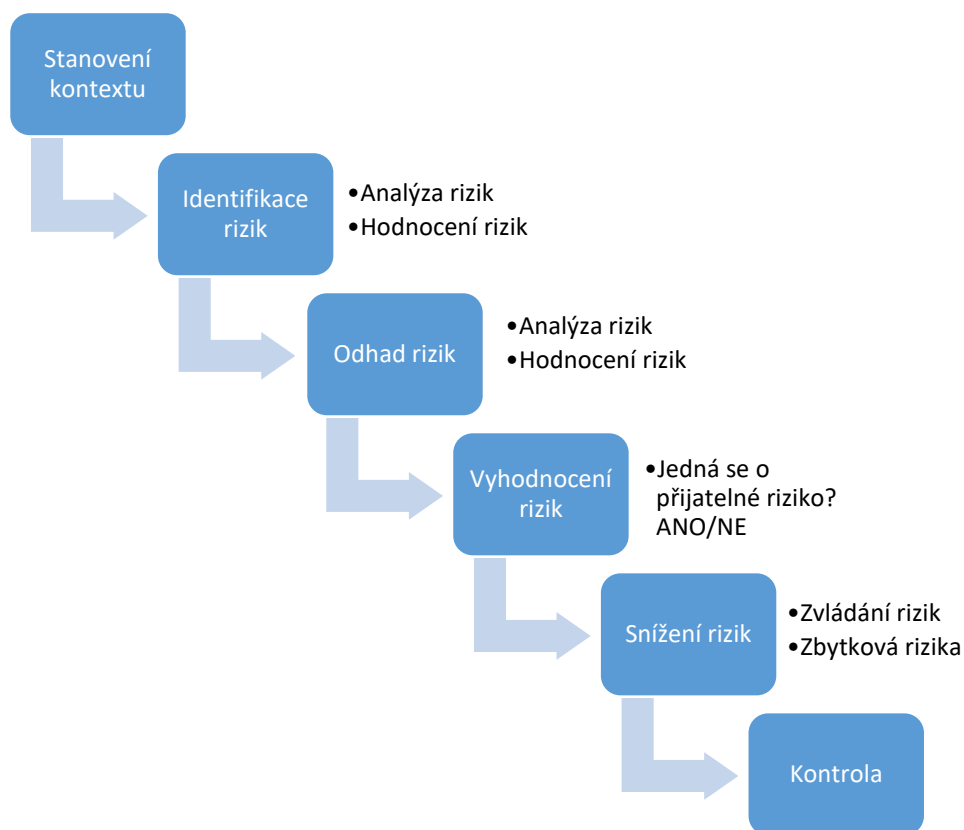 Stanovení
kontextu
Identifikace
rizik
•Analýza rizik
•Hodnocení rizik
Odhad rizik
•Analýza rizik
•Hodnocení rizik
Vyhodnocení
rizik
•Jedná se o
přijatelné riziko?
ANO/NE
Snížení rizik
•Zvládání rizik
•Zbytková rizika
Kontrola